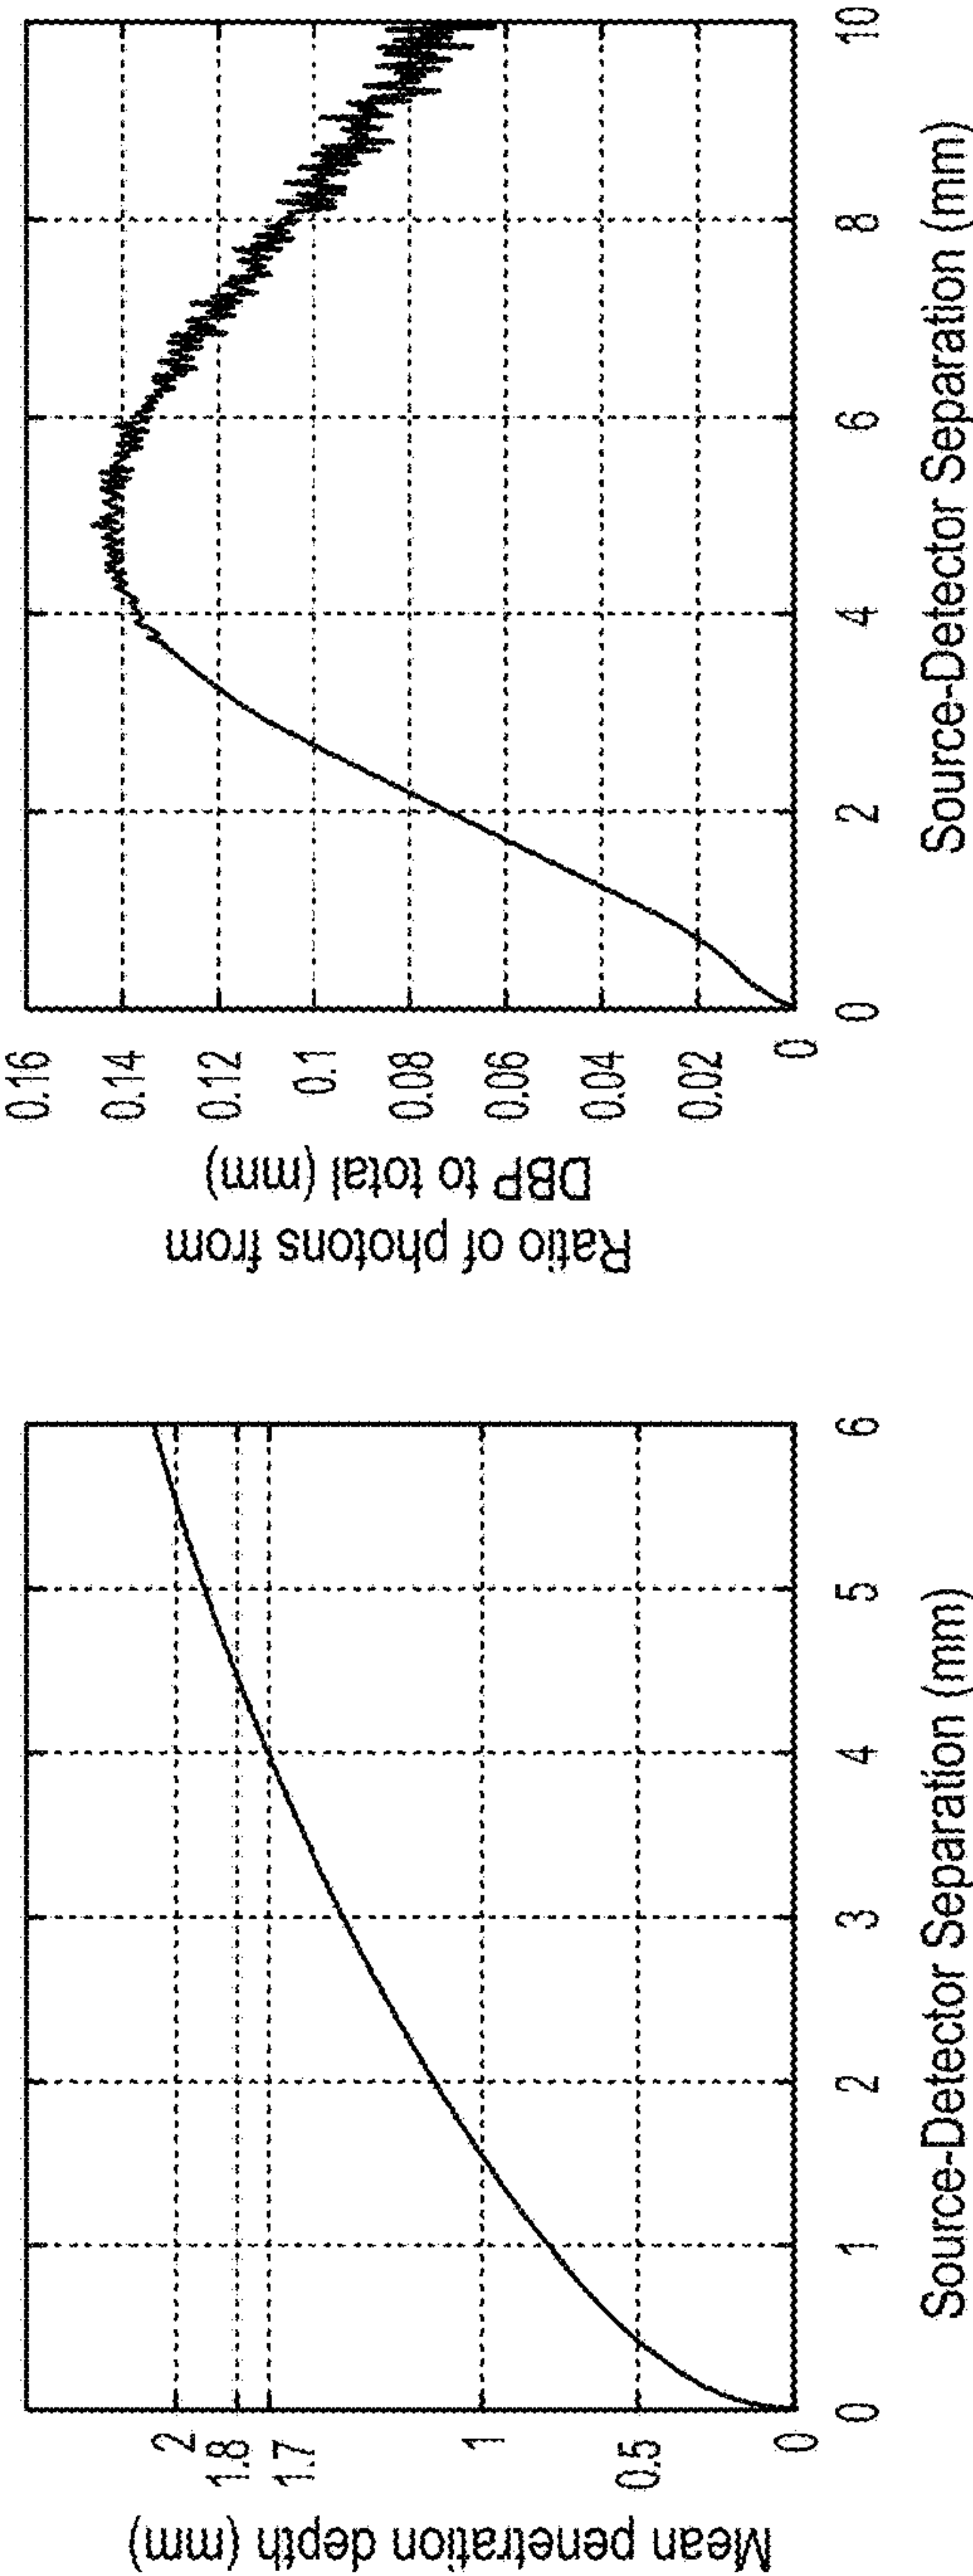 Mean penetration depth (mm)
2
1.8
1.7
1
0.5
0
0 1 2 3 4 5 6
Source-Detector Separation (mm)
Ratio of photons from
DBP to total (mm)
0.16
0.14
0.12
0.1
0.08
0.06
0.04
0.02
0
0 2 4 6 8 10
Source-Detector Separation (mm)